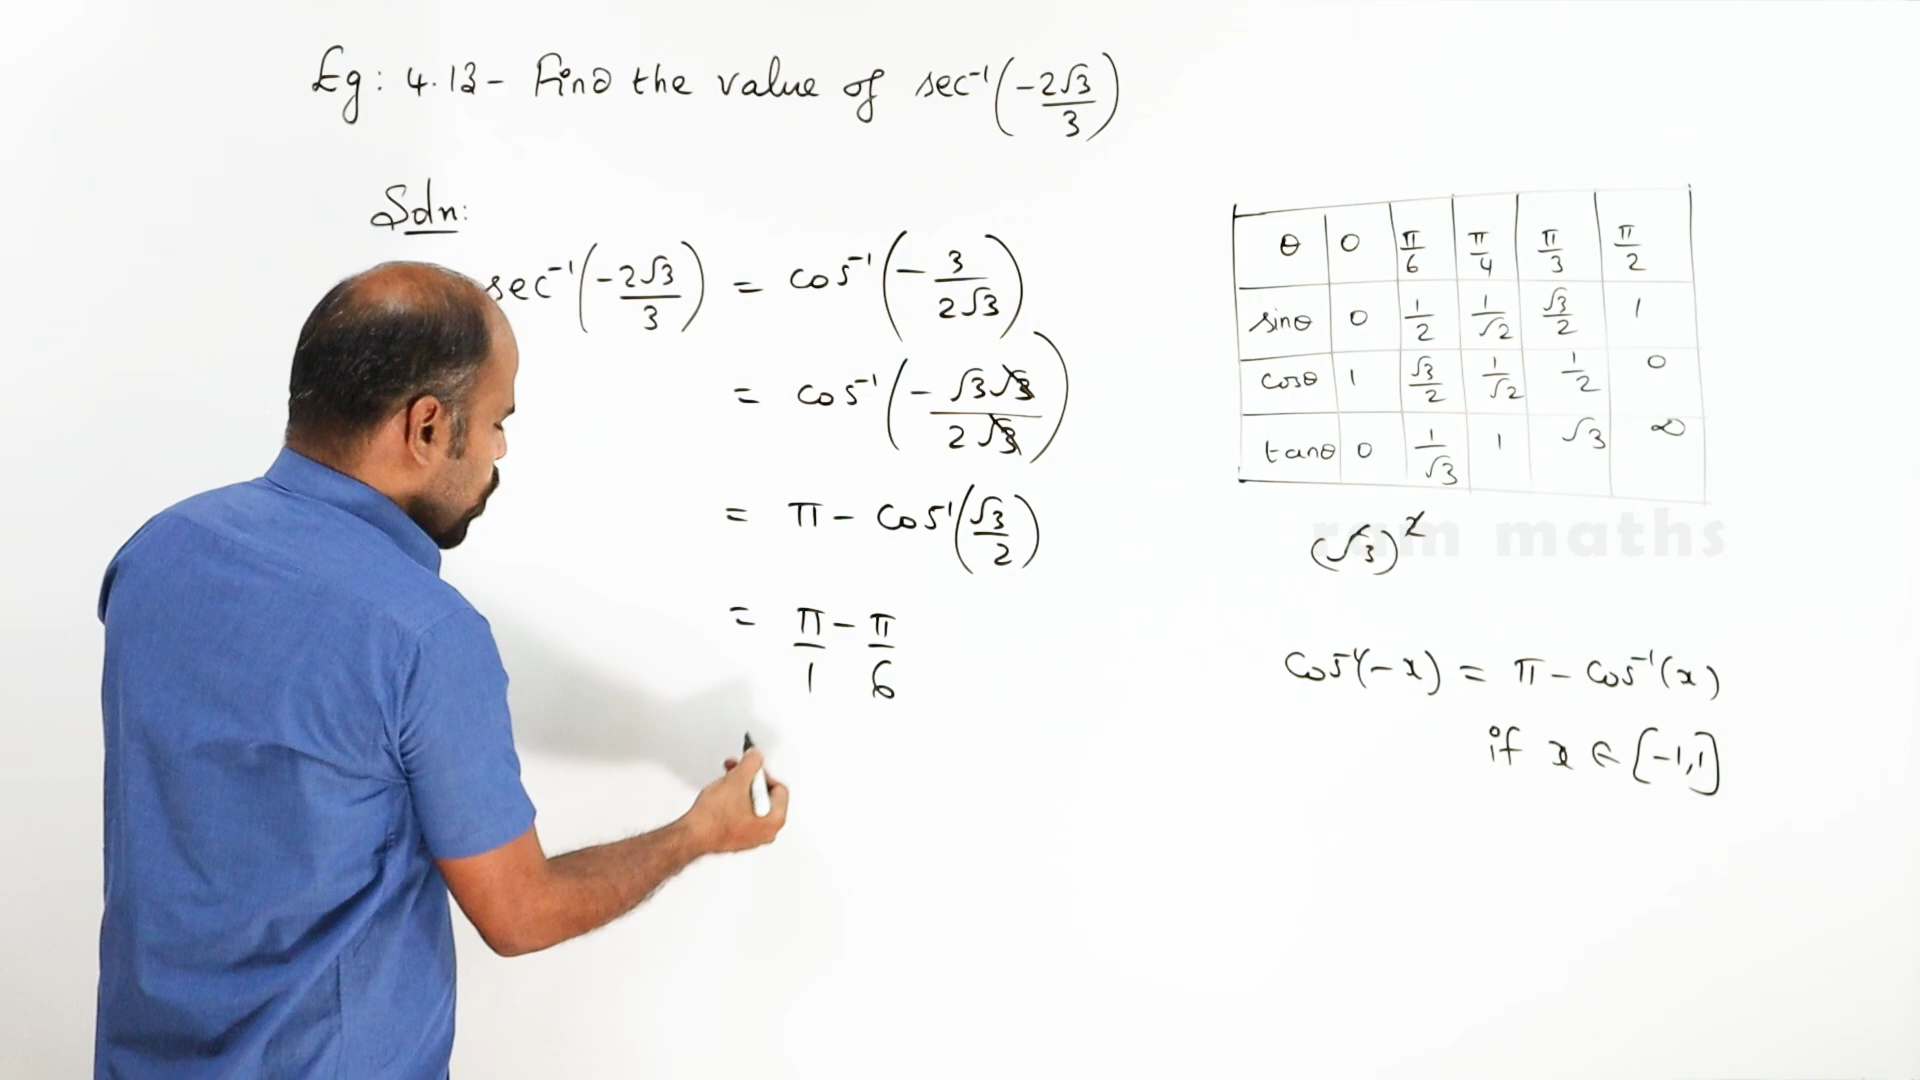 Eg: 4.13- Find the value of sec⁻¹(-2√3/3)
Soln:
sec⁻¹(-2√3/3) = cos⁻¹(-3/2√3)
= cos⁻¹(-√3√3/2√3)
= π - cos⁻¹(√3/2)
= π/1 - π/6
θ 0 π/6 π/4 π/3 π/2
sinθ 0 1/2 1/√2 √3/2 1
cosθ 1 √3/2 1/√2 1/2 0
tanθ 0 1/√3 1 √3 ∞
ram maths
(√3)²
cos⁻¹(-x) = π - cos⁻¹(x)
if x ∈ [-1,1]